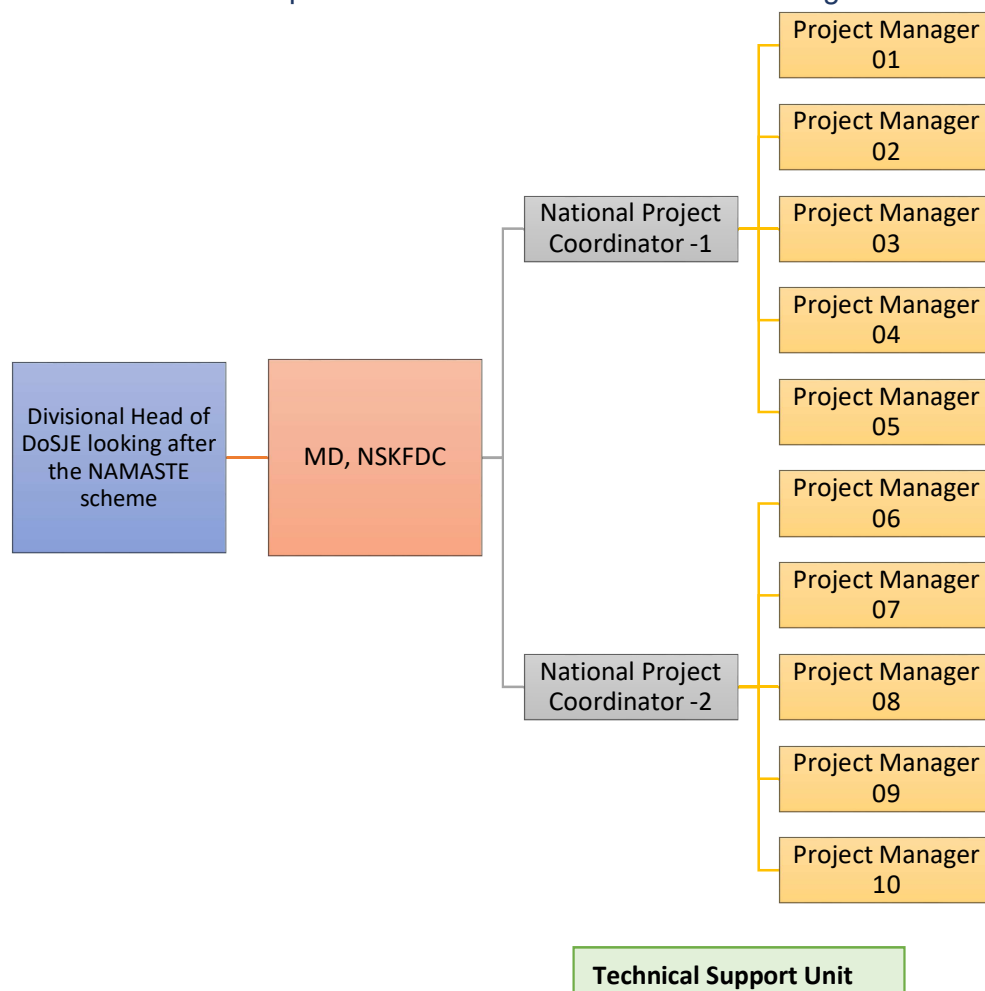 Project Manager
01
Project Manager
02
National Project
Coordinator -1
Project Manager
03
Project Manager
04
Project Manager
05
Divisional Head of
DoSJE looking after
the NAMASTE
scheme
MD, NSKFDC
Project Manager
06
Project Manager
07
National Project
Coordinator -2
Project Manager
08
Project Manager
09
Project Manager
10
Technical Support Unit